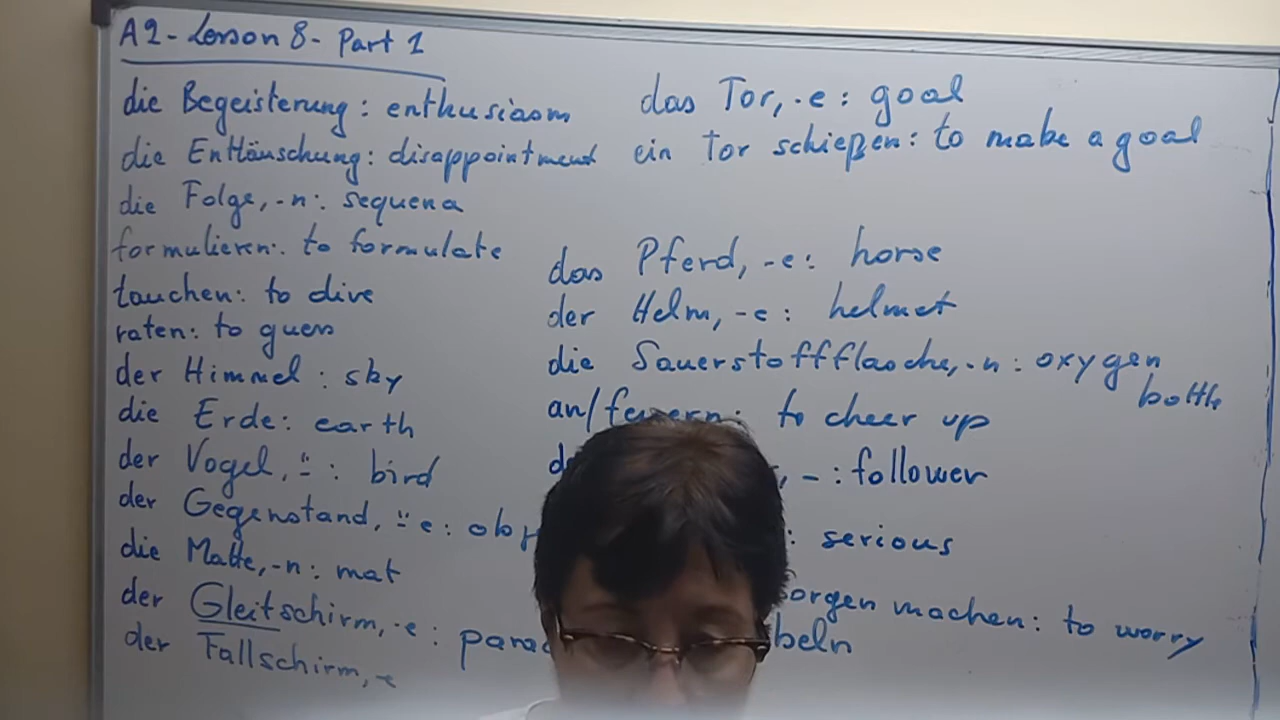 A2 - Lesson 8 - Part 1
die Begeisterung: enthusiasm
die Enttäuschung: disappointment
die Folge, -n: sequence
formulieren: to formulate
tauchen: to dive
raten: to guess
der Himmel: sky
die Erde: earth
der Vogel, ¨-: bird
der Gegenstand, ¨-e:
die Matte, -n: mat
der Gleitschirm, -e:
der Fallschirm, -e
das Tor, -e: goal
ein Tor schießen: to make a goal
das Pferd, -e: horse
der Helm, -e: helmet
die Sauerstoffflasche, -n: oxygen
bottle
an/feuern: to cheer up
, -: follower
: serious
machen: to worry